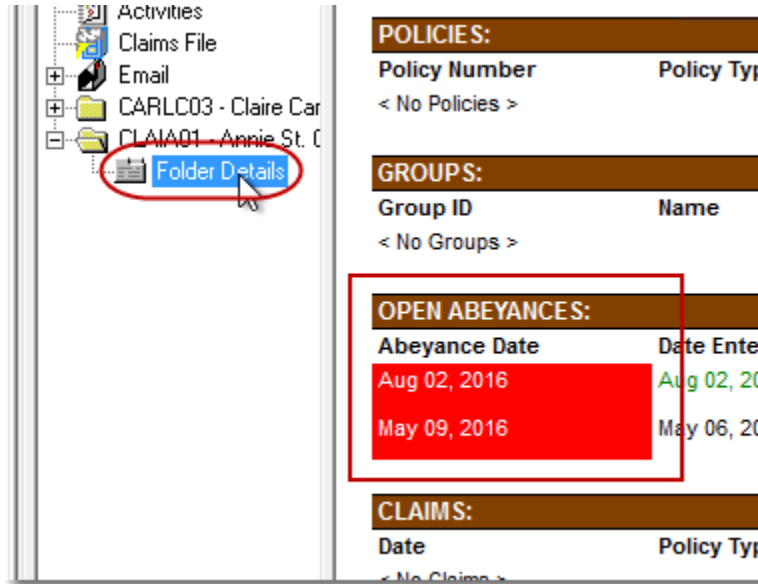 Activities
Claims File
Email
CARLC03 - Claire Car
CLAIA01 - Annie St.
Folder Details
POLICIES:
Policy Number Policy Typ
< No Policies >
GROUPS:
Group ID Name
< No Groups >
OPEN ABEYANCES:
Abeyance Date Date Ente
Aug 02, 2016 Aug 02, 20
May 09, 2016 May 06, 20
CLAIMS:
Date Policy Typ
< No Claims >